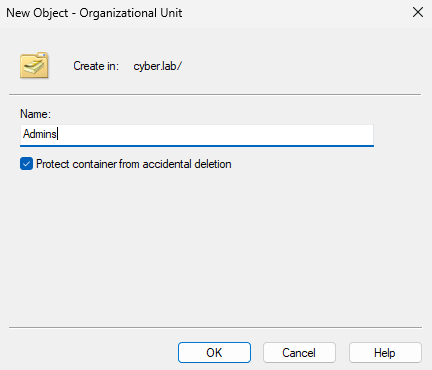 New Object - Organizational Unit
Create in: cyber.lab/
Name:
Admins
Protect container from accidental deletion
OK Cancel Help